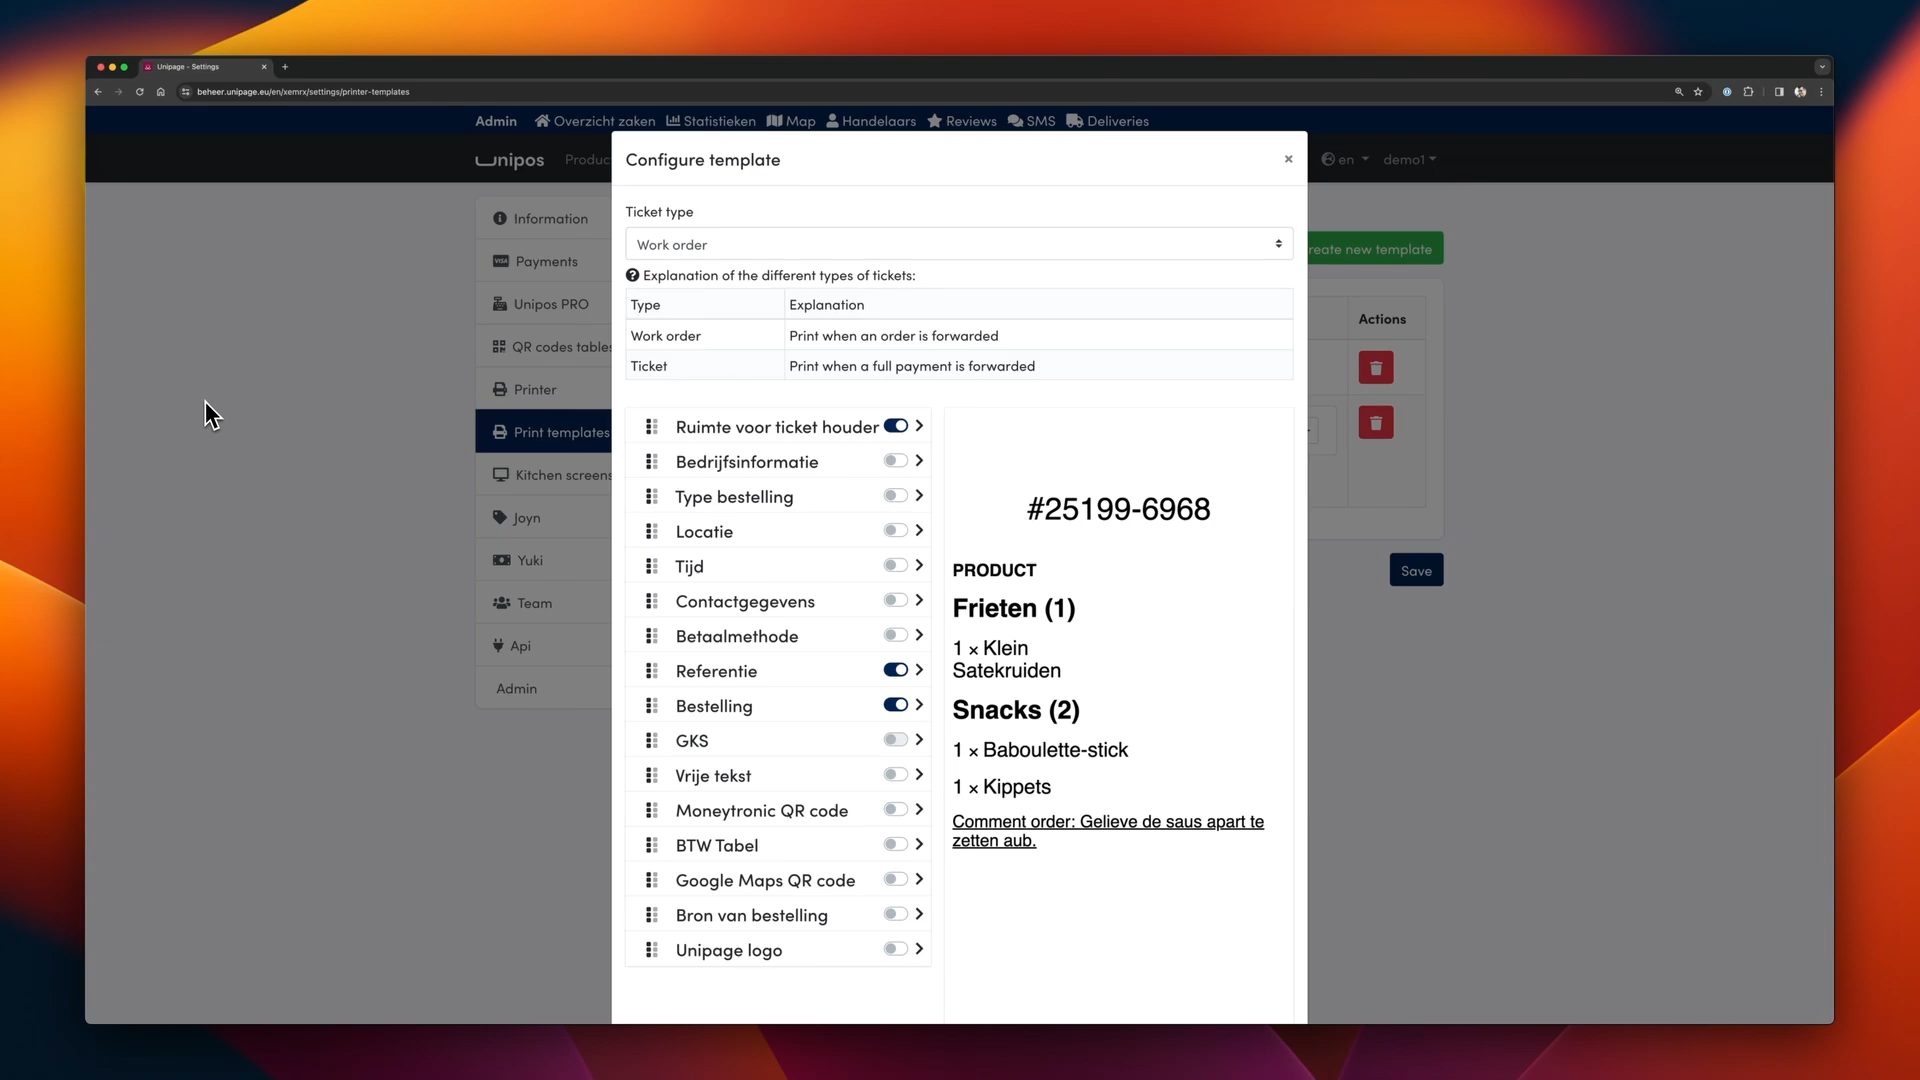 Unipage - Settings
beheer.unipage.eu/en/xemrx/settings/printer-templates
Admin Overzicht zaken Statistieken Map Handelaars Reviews SMS Deliveries
Unipos Produc
en demo1
Configure template
×
Information
Payments
Unipos PRO
QR codes tables
Printer
Print templates
Kitchen screens
Joyn
Yuki
Team
Api
Admin
Ticket type
Work order
Explanation of the different types of tickets:
Type Explanation
Work order Print when an order is forwarded
Ticket Print when a full payment is forwarded
Ruimte voor ticket houder
Bedrijfsinformatie
Type bestelling
Locatie
Tijd
Contactgegevens
Betaalmethode
Referentie
Bestelling
GKS
Vrije tekst
Moneytronic QR code
BTW Tabel
Google Maps QR code
Bron van bestelling
Unipage logo
#25199-6968
PRODUCT
Frieten (1)
1 × Klein
Satekruiden
Snacks (2)
1 × Baboulette-stick
1 × Kippets
Comment order: Gelieve de saus apart te
zetten aub.
reate new template
Actions
Save